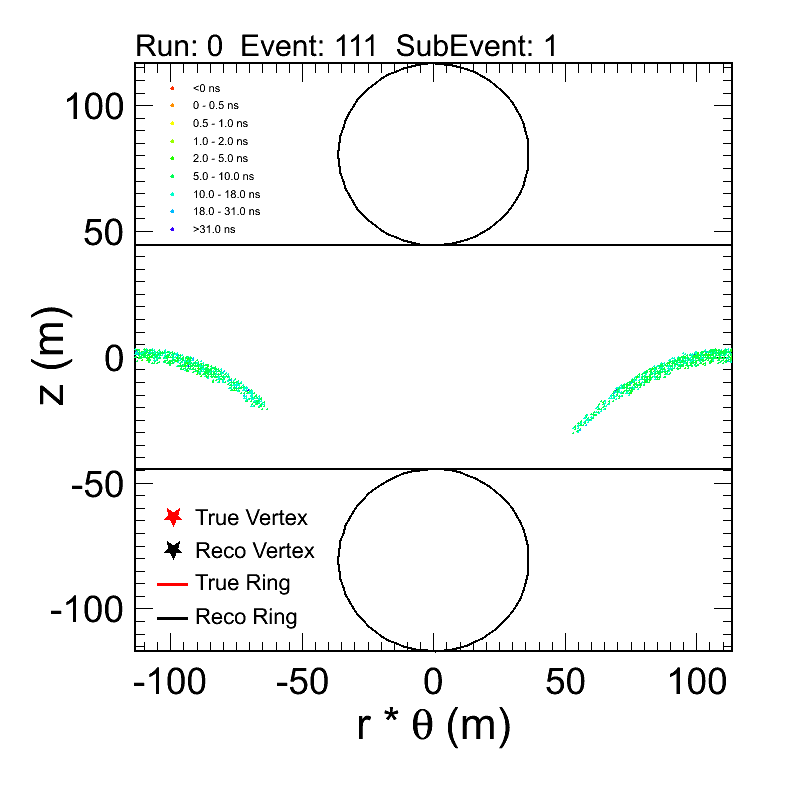 Run: 0  Event: 111  SubEvent: 1
<0 ns
0 - 0.5 ns
0.5 - 1.0 ns
1.0 - 2.0 ns
2.0 - 5.0 ns
5.0 - 10.0 ns
10.0 - 18.0 ns
18.0 - 31.0 ns
>31.0 ns
100
50
0
-50
-100
z (m)
True Vertex
Reco Vertex
True Ring
Reco Ring
-100 -50 0 50 100
r * θ (m)